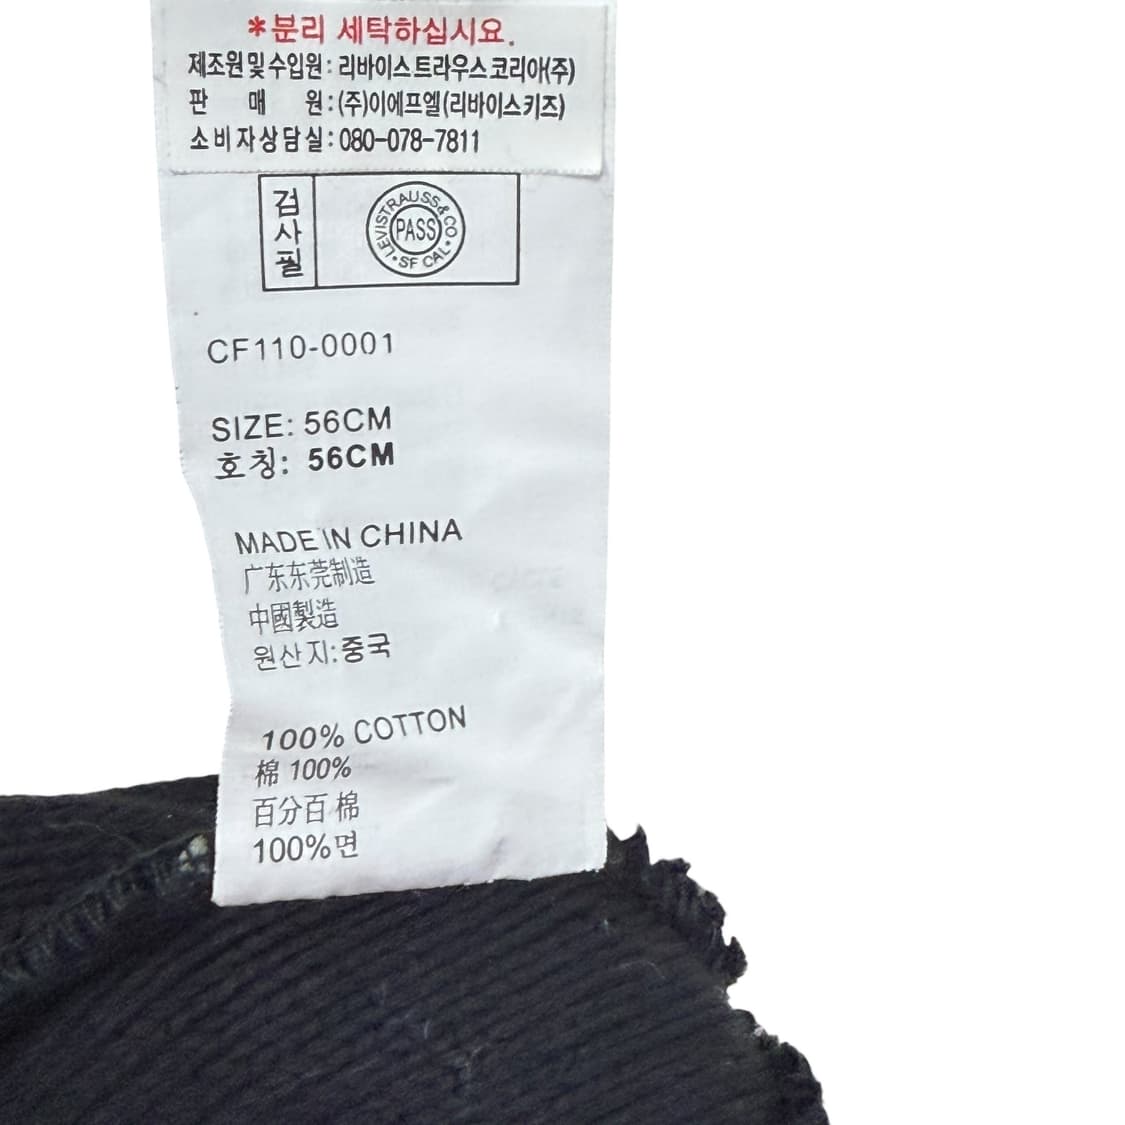 *분리 세탁하십시요.
제조원및수입원: 리바이스트라우스코리아(주)
판 매 원:(주)이에프엘(리바이스키즈)
소비자상담실: 080-078-7811
검사필
LEVI STRAUSS & CO
PASS
SF CAL
CF110-0001
SIZE: 56CM
호칭: 56CM
MADE IN CHINA
广东东莞制造
中國製造
원산지:중국
100% COTTON
棉 100%
百分百 棉
100%면